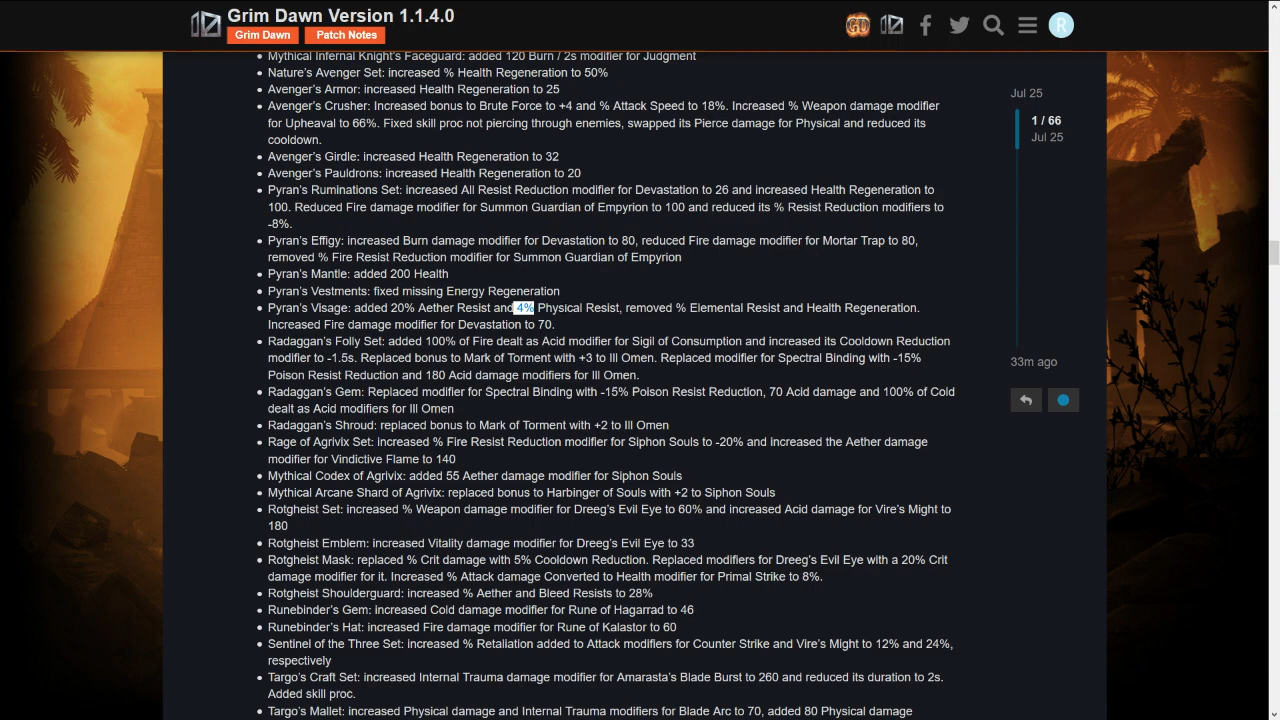 Grim Dawn Version 1.1.4.0
Grim Dawn Patch Notes
Mythical Infernal Knight's Faceguard: added 120 Burn / 2s modifier for Judgment
Nature's Avenger Set: increased % Health Regeneration to 50%
Avenger's Armor: increased Health Regeneration to 25
Avenger's Crusher: Increased bonus to Brute Force to +4 and % Attack Speed to 18%. Increased % Weapon damage modifier
for Upheaval to 66%. Fixed skill proc not piercing through enemies, swapped its Pierce damage for Physical and reduced its
cooldown.
Avenger's Girdle: increased Health Regeneration to 32
Avenger's Pauldrons: increased Health Regeneration to 20
Pyran's Ruminations Set: increased All Resist Reduction modifier for Devastation to 26 and increased Health Regeneration to
100. Reduced Fire damage modifier for Summon Guardian of Empyrion to 100 and reduced its % Resist Reduction modifiers to
-8%.
Pyran's Effigy: increased Burn damage modifier for Devastation to 80, reduced Fire damage modifier for Mortar Trap to 80,
removed % Fire Resist Reduction modifier for Summon Guardian of Empyrion
Pyran's Mantle: added 200 Health
Pyran's Vestments: fixed missing Energy Regeneration
Pyran's Visage: added 20% Aether Resist and 4% Physical Resist, removed % Elemental Resist and Health Regeneration.
Increased Fire damage modifier for Devastation to 70.
Radaggan's Folly Set: added 100% of Fire dealt as Acid modifier for Sigil of Consumption and increased its Cooldown Reduction
modifier to -1.5s. Replaced bonus to Mark of Torment with +3 to Ill Omen. Replaced modifier for Spectral Binding with -15%
Poison Resist Reduction and 180 Acid damage modifiers for Ill Omen.
Radaggan's Gem: Replaced modifier for Spectral Binding with -15% Poison Resist Reduction, 70 Acid damage and 100% of Cold
dealt as Acid modifiers for Ill Omen
Radaggan's Shroud: replaced bonus to Mark of Torment with +2 to Ill Omen
Rage of Agrivix Set: increased % Fire Resist Reduction modifier for Siphon Souls to -20% and increased the Aether damage
modifier for Vindictive Flame to 140
Mythical Codex of Agrivix: added 55 Aether damage modifier for Siphon Souls
Mythical Arcane Shard of Agrivix: replaced bonus to Harbinger of Souls with +2 to Siphon Souls
Rotgheist Set: increased % Weapon damage modifier for Dreeg's Evil Eye to 60% and increased Acid damage for Vire's Might to
180
Rotgheist Emblem: increased Vitality damage modifier for Dreeg's Evil Eye to 33
Rotgheist Mask: replaced % Crit damage with 5% Cooldown Reduction. Replaced modifiers for Dreeg's Evil Eye with a 20% Crit
damage modifier for it. Increased % Attack damage Converted to Health modifier for Primal Strike to 8%.
Rotgheist Shoulderguard: increased % Aether and Bleed Resists to 28%
Runebinder's Gem: increased Cold damage modifier for Rune of Hagarrad to 46
Runebinder's Hat: increased Fire damage modifier for Rune of Kalastor to 60
Sentinel of the Three Set: increased % Retaliation added to Attack modifiers for Counter Strike and Vire's Might to 12% and 24%,
respectively
Targo's Craft Set: increased Internal Trauma damage modifier for Amarasta's Blade Burst to 260 and reduced its duration to 2s.
Added skill proc.
Targo's Mallet: increased Physical damage and Internal Trauma modifiers for Blade Arc to 70, added 80 Physical damage
R
Jul 25
1 / 66
Jul 25
33m ago